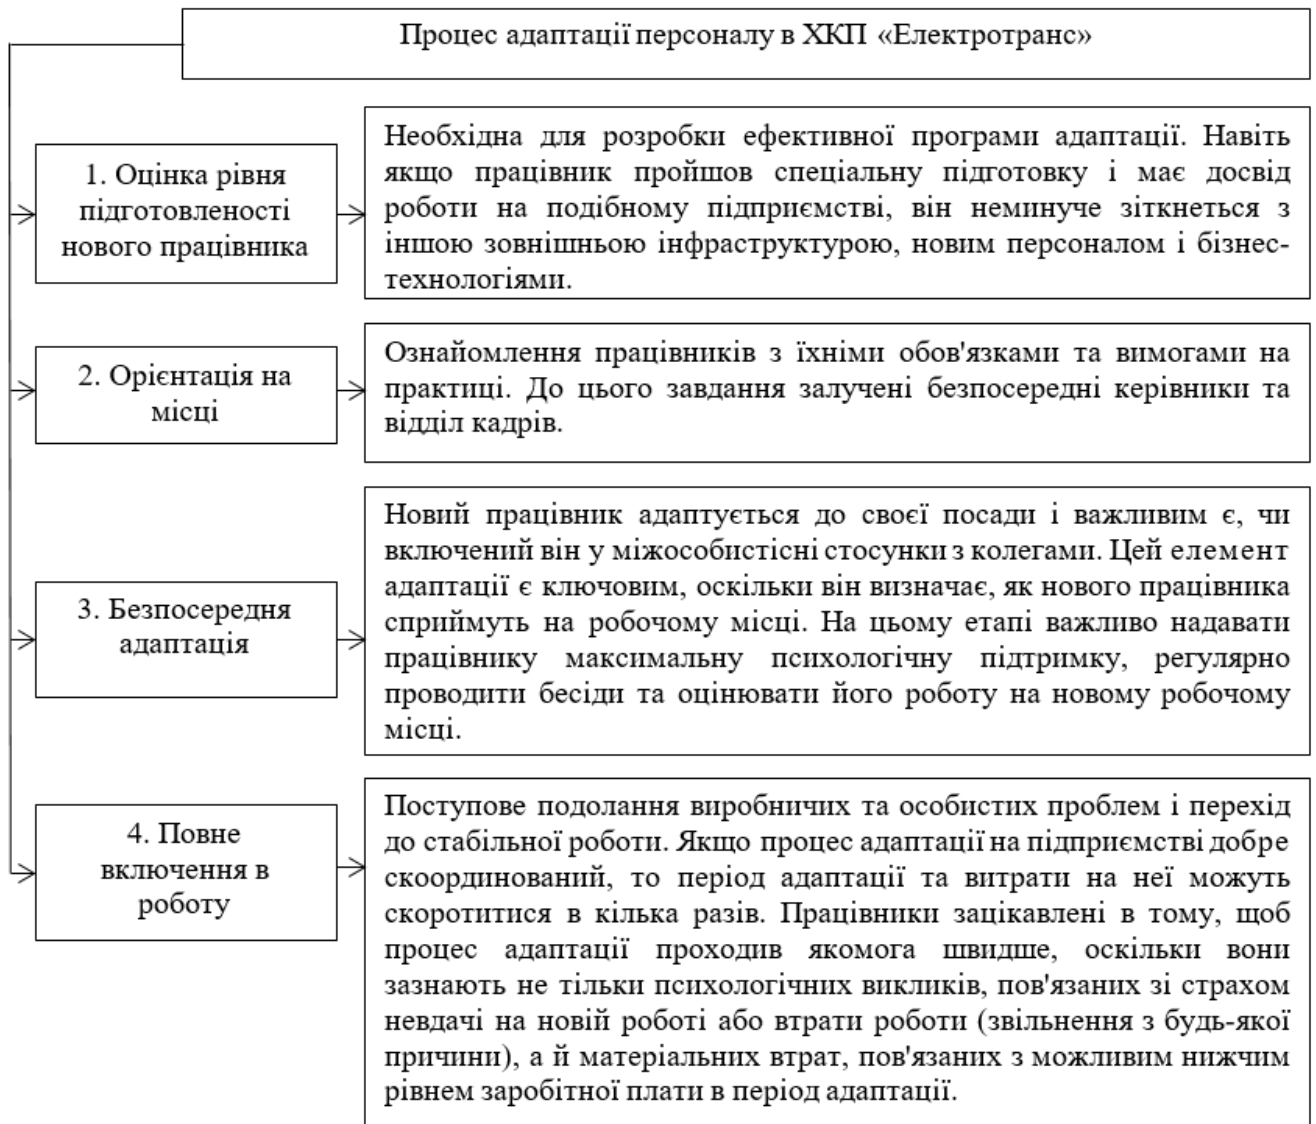 Процес адаптації персоналу в ХКП «Електротранс»
1. Оцінка рівня
підготовленості
нового працівника
Необхідна для розробки ефективної програми адаптації. Навіть
якщо працівник пройшов спеціальну підготовку і має досвід
роботи на подібному підприємстві, він неминуче зіткнеться з
іншою зовнішньою інфраструктурою, новим персоналом і бізнес-
технологіями.
2. Орієнтація на
місці
Ознайомлення працівників з їхніми обов'язками та вимогами на
практиці. До цього завдання залучені безпосередні керівники та
відділ кадрів.
3. Безпосередня
адаптація
Новий працівник адаптується до своєї посади і важливим є, чи
включений він у міжособистісні стосунки з колегами. Цей елемент
адаптації є ключовим, оскільки він визначає, як нового працівника
сприймуть на робочому місці. На цьому етапі важливо надавати
працівнику максимальну психологічну підтримку, регулярно
проводити бесіди та оцінювати його роботу на новому робочому
місці.
4. Повне
включення в
роботу
Поступове подолання виробничих та особистих проблем і перехід
до стабільної роботи. Якщо процес адаптації на підприємстві добре
скоординований, то період адаптації та витрати на неї можуть
скоротитися в кілька разів. Працівники зацікавлені в тому, щоб
процес адаптації проходив якомога швидше, оскільки вони
зазнають не тільки психологічних викликів, пов'язаних зі страхом
невдачі на новій роботі або втрати роботи (звільнення з будь-якої
причини), а й матеріальних втрат, пов'язаних з можливим нижчим
рівнем заробітної плати в період адаптації.